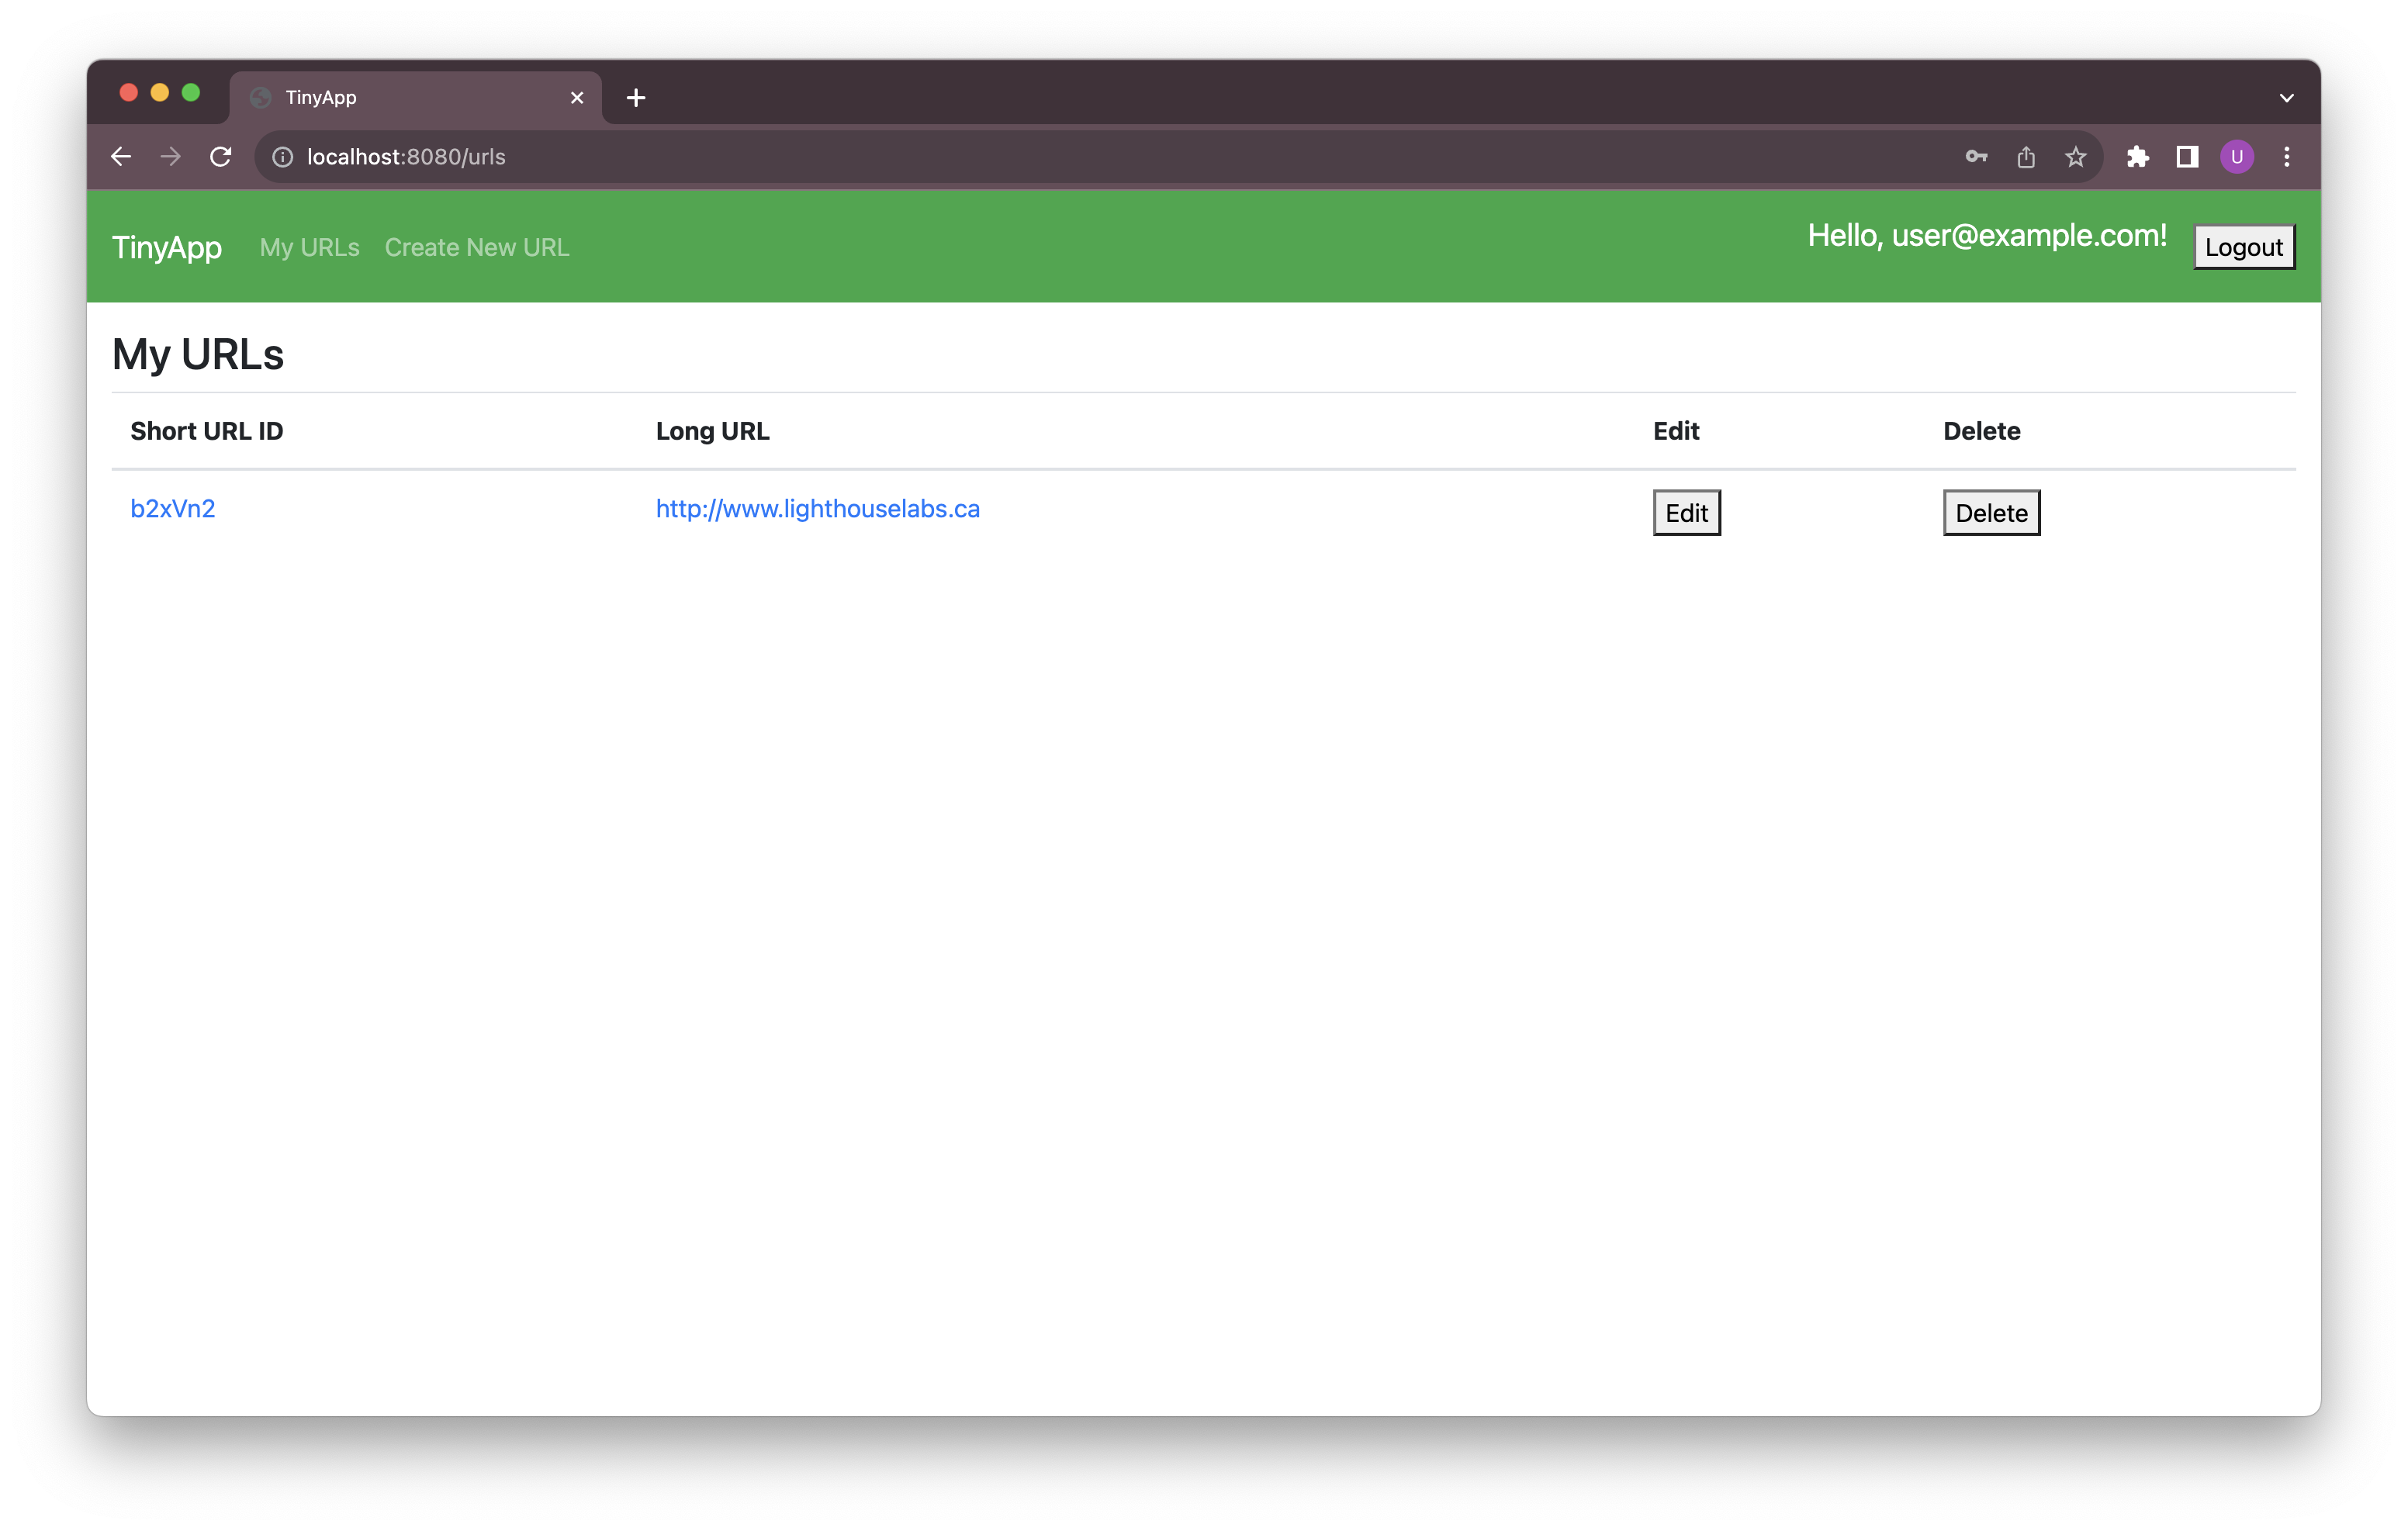 TinyApp
localhost:8080/urls
U
TinyApp My URLs Create New URL Hello, user@example.com! Logout
My URLs
Short URL ID Long URL Edit Delete
b2xVn2 http://www.lighthouselabs.ca Edit Delete